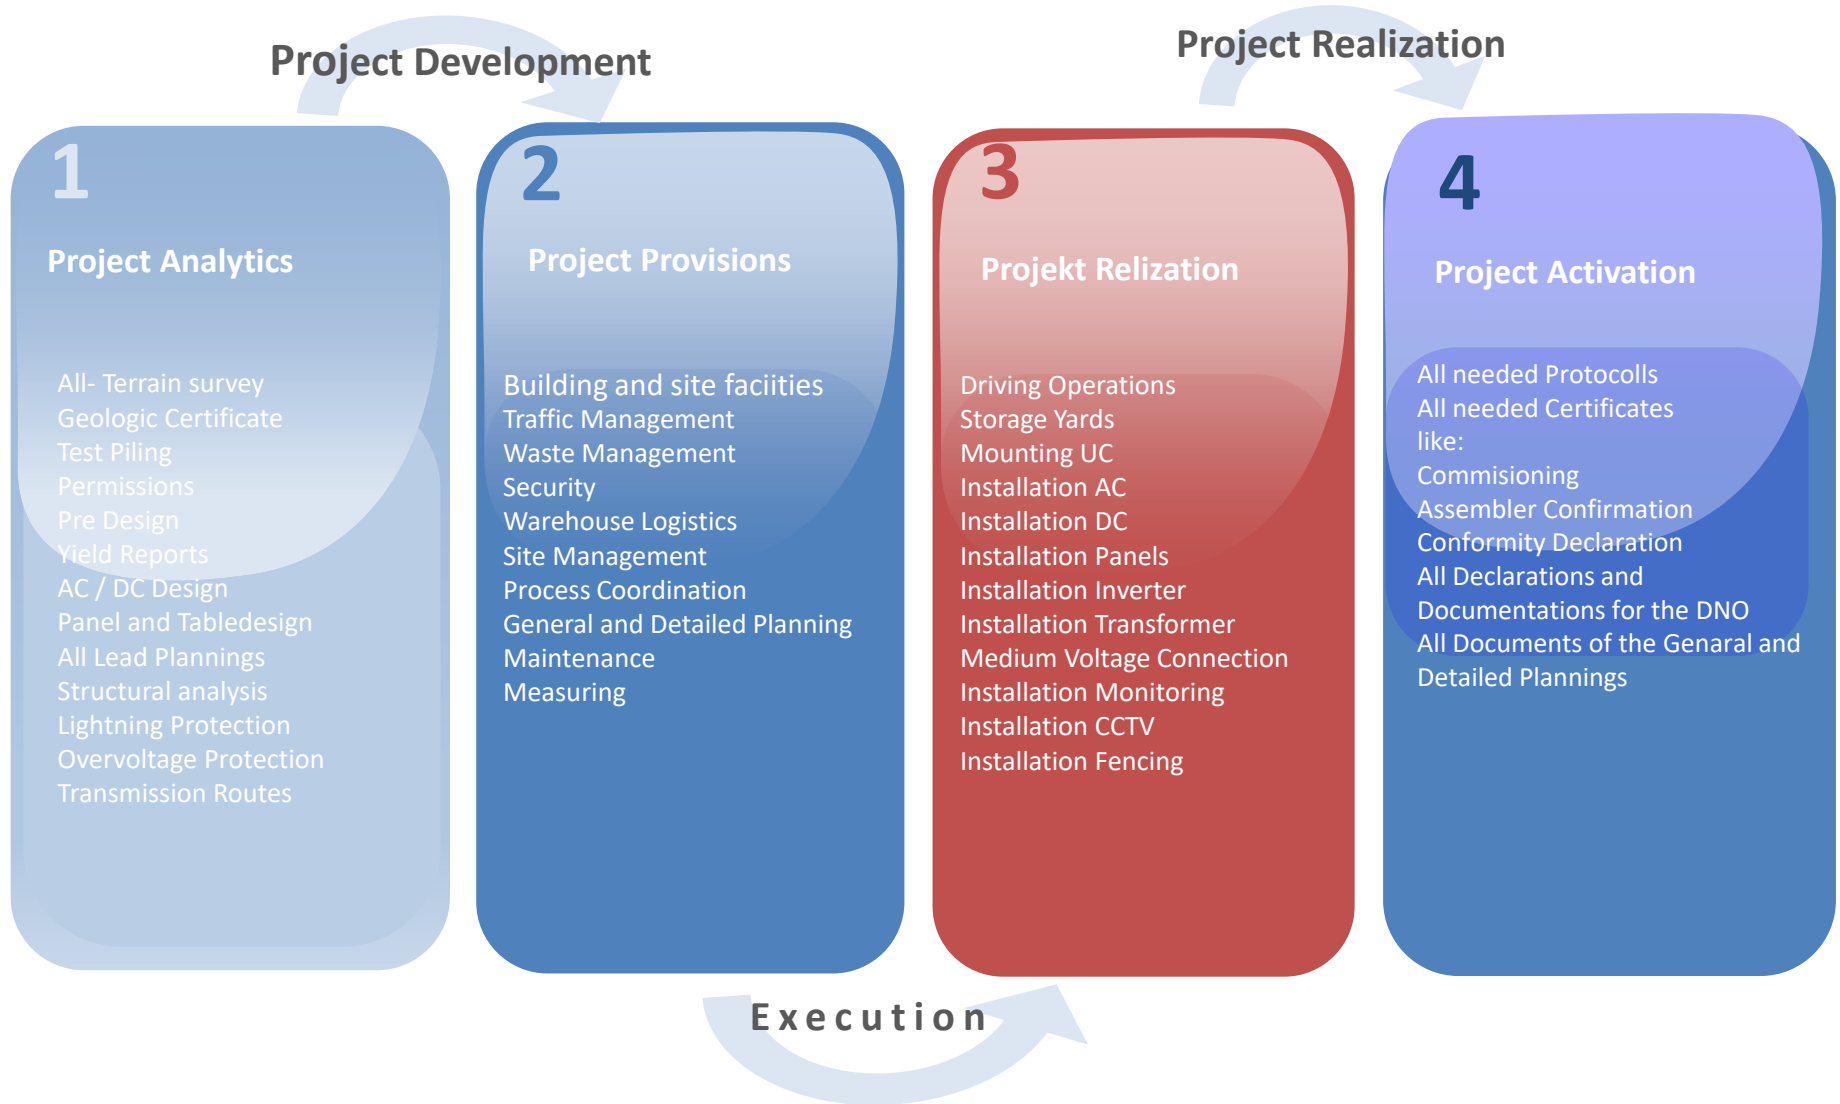 Project Development
Project Realization
1
Project Analytics
All- Terrain survey
Geologic Certificate
Test Piling
Permissions
Pre Design
Yield Reports
AC / DC Design
Panel and Tabledesign
All Lead Plannings
Structural analysis
Lightning Protection
Overvoltage Protection
Transmission Routes
2
Project Provisions
Building and site faciities
Traffic Management
Waste Management
Security
Warehouse Logistics
Site Management
Process Coordination
General and Detailed Planning
Maintenance
Measuring
3
Projekt Relization
Driving Operations
Storage Yards
Mounting UC
Installation AC
Installation DC
Installation Panels
Installation Inverter
Installation Transformer
Medium Voltage Connection
Installation Monitoring
Installation CCTV
Installation Fencing
4
Project Activation
All needed Protocolls
All needed Certificates
like:
Commisioning
Assembler Confirmation
Conformity Declaration
All Declarations and
Documentations for the DNO
All Documents of the Genaral and
Detailed Plannings
Execution